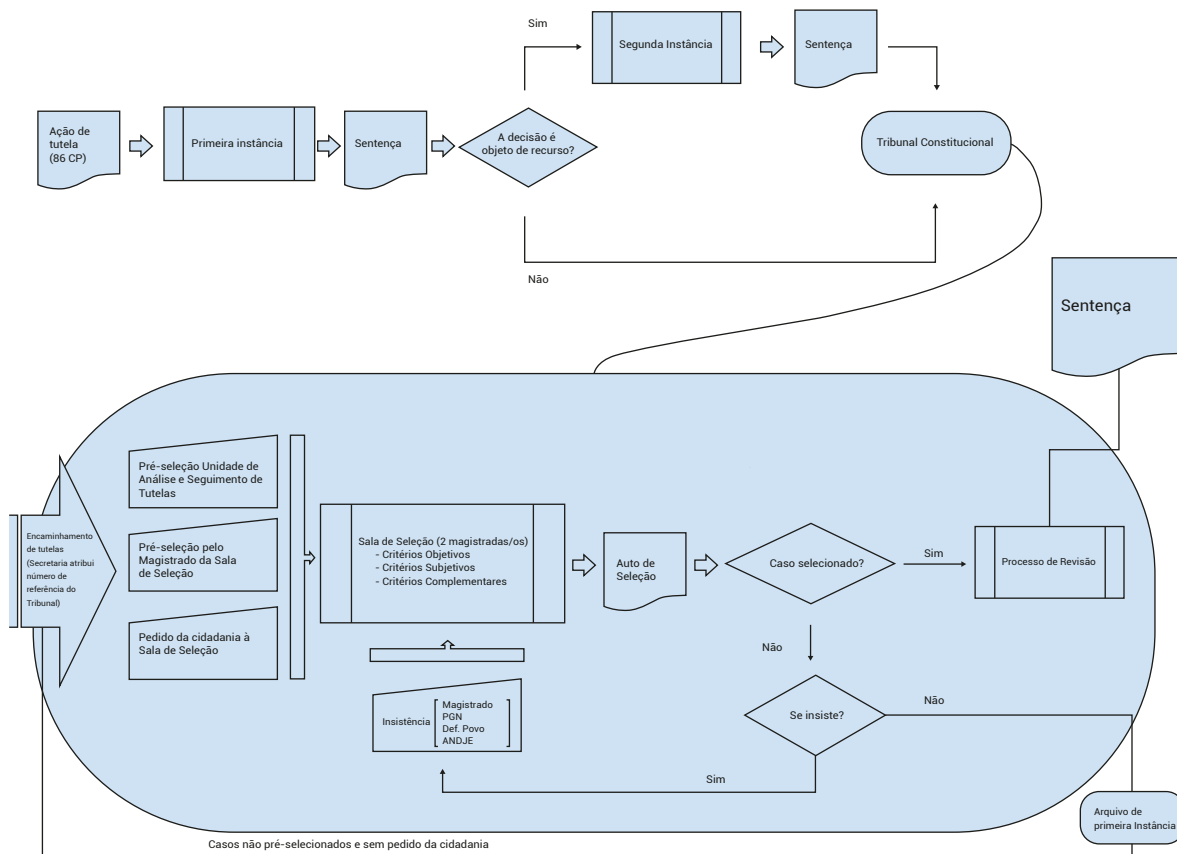 Sim
Segunda Instância
Sentença
Ação de
tutela
(86 CP)
Primeira instância
Sentença
A decisão é
objeto de recurso?
Tribunal Constitucional
Não
Sentença
Encaminhamento
de tutelas
(Secretaria atribui
número de
referência do
Tribunal)
Pré-seleção Unidade de
Análise e Seguimento de
Tutelas
Pré-seleção pelo
Magistrado da Sala
de Seleção
Pedido da cidadania à
Sala de Seleção
Sala de Seleção (2 magistradas/os)
- Critérios Objetivos
- Critérios Subjetivos
- Critérios Complementares
Auto de
Seleção
Caso selecionado?
Sim
Processo de Revisão
Não
Se insiste?
Não
Insistência
Magistrado
PGN
Def. Povo
ANDJE
Sim
Arquivo de
primeira Instância
Casos não pré-selecionados e sem pedido da cidadania